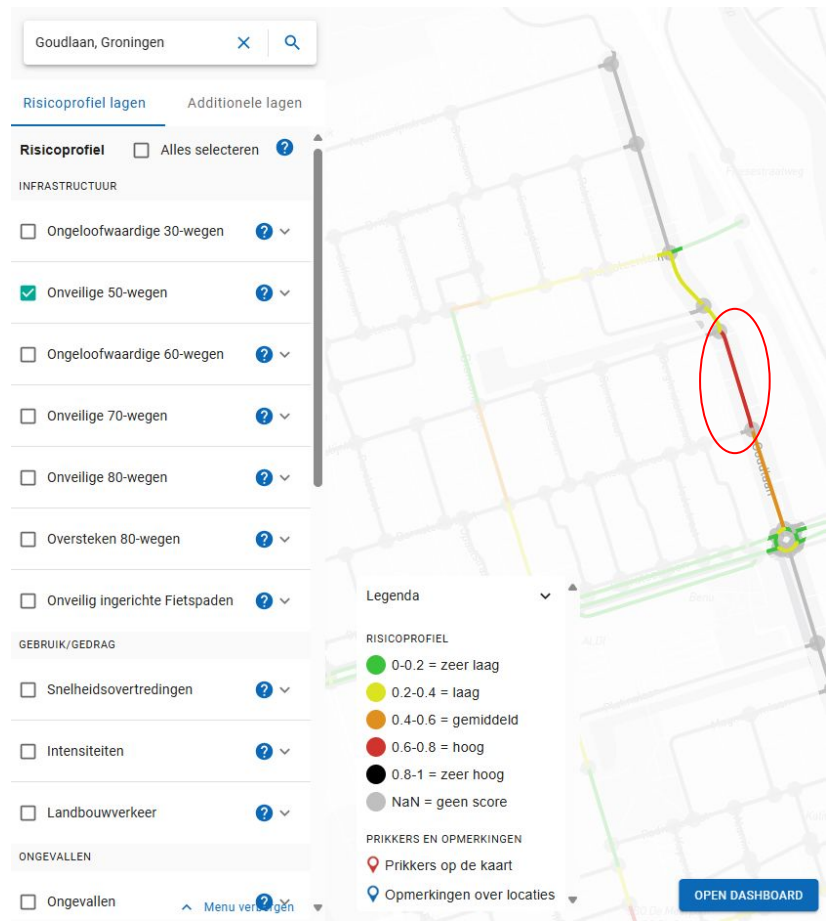 Goudlaan, Groningen
Risicoprofiel lagen
Additionele lagen
Risicoprofiel
Alles selecteren
INFRASTRUCTUUR
Ongeloofwaardige 30-wegen
Onveilige 50-wegen
Ongeloofwaardige 60-wegen
Onveilige 70-wegen
Onveilige 80-wegen
Oversteken 80-wegen
Onveilig ingerichte Fietspaden
GEBRUIK/GEDRAG
Snelheidsovertredingen
Intensiteiten
Landbouwverkeer
ONGEVALLEN
Ongevallen
Menu verbergen
Friesestraatweg
Goudlaan
Legenda
RISICOPROFIEL
0-0.2 = zeer laag
0.2-0.4 = laag
0.4-0.6 = gemiddeld
0.6-0.8 = hoog
0.8-1 = zeer hoog
NaN = geen score
PRIKKERS EN OPMERKINGEN
Prikkers op de kaart
Opmerkingen over locaties
OPEN DASHBOARD